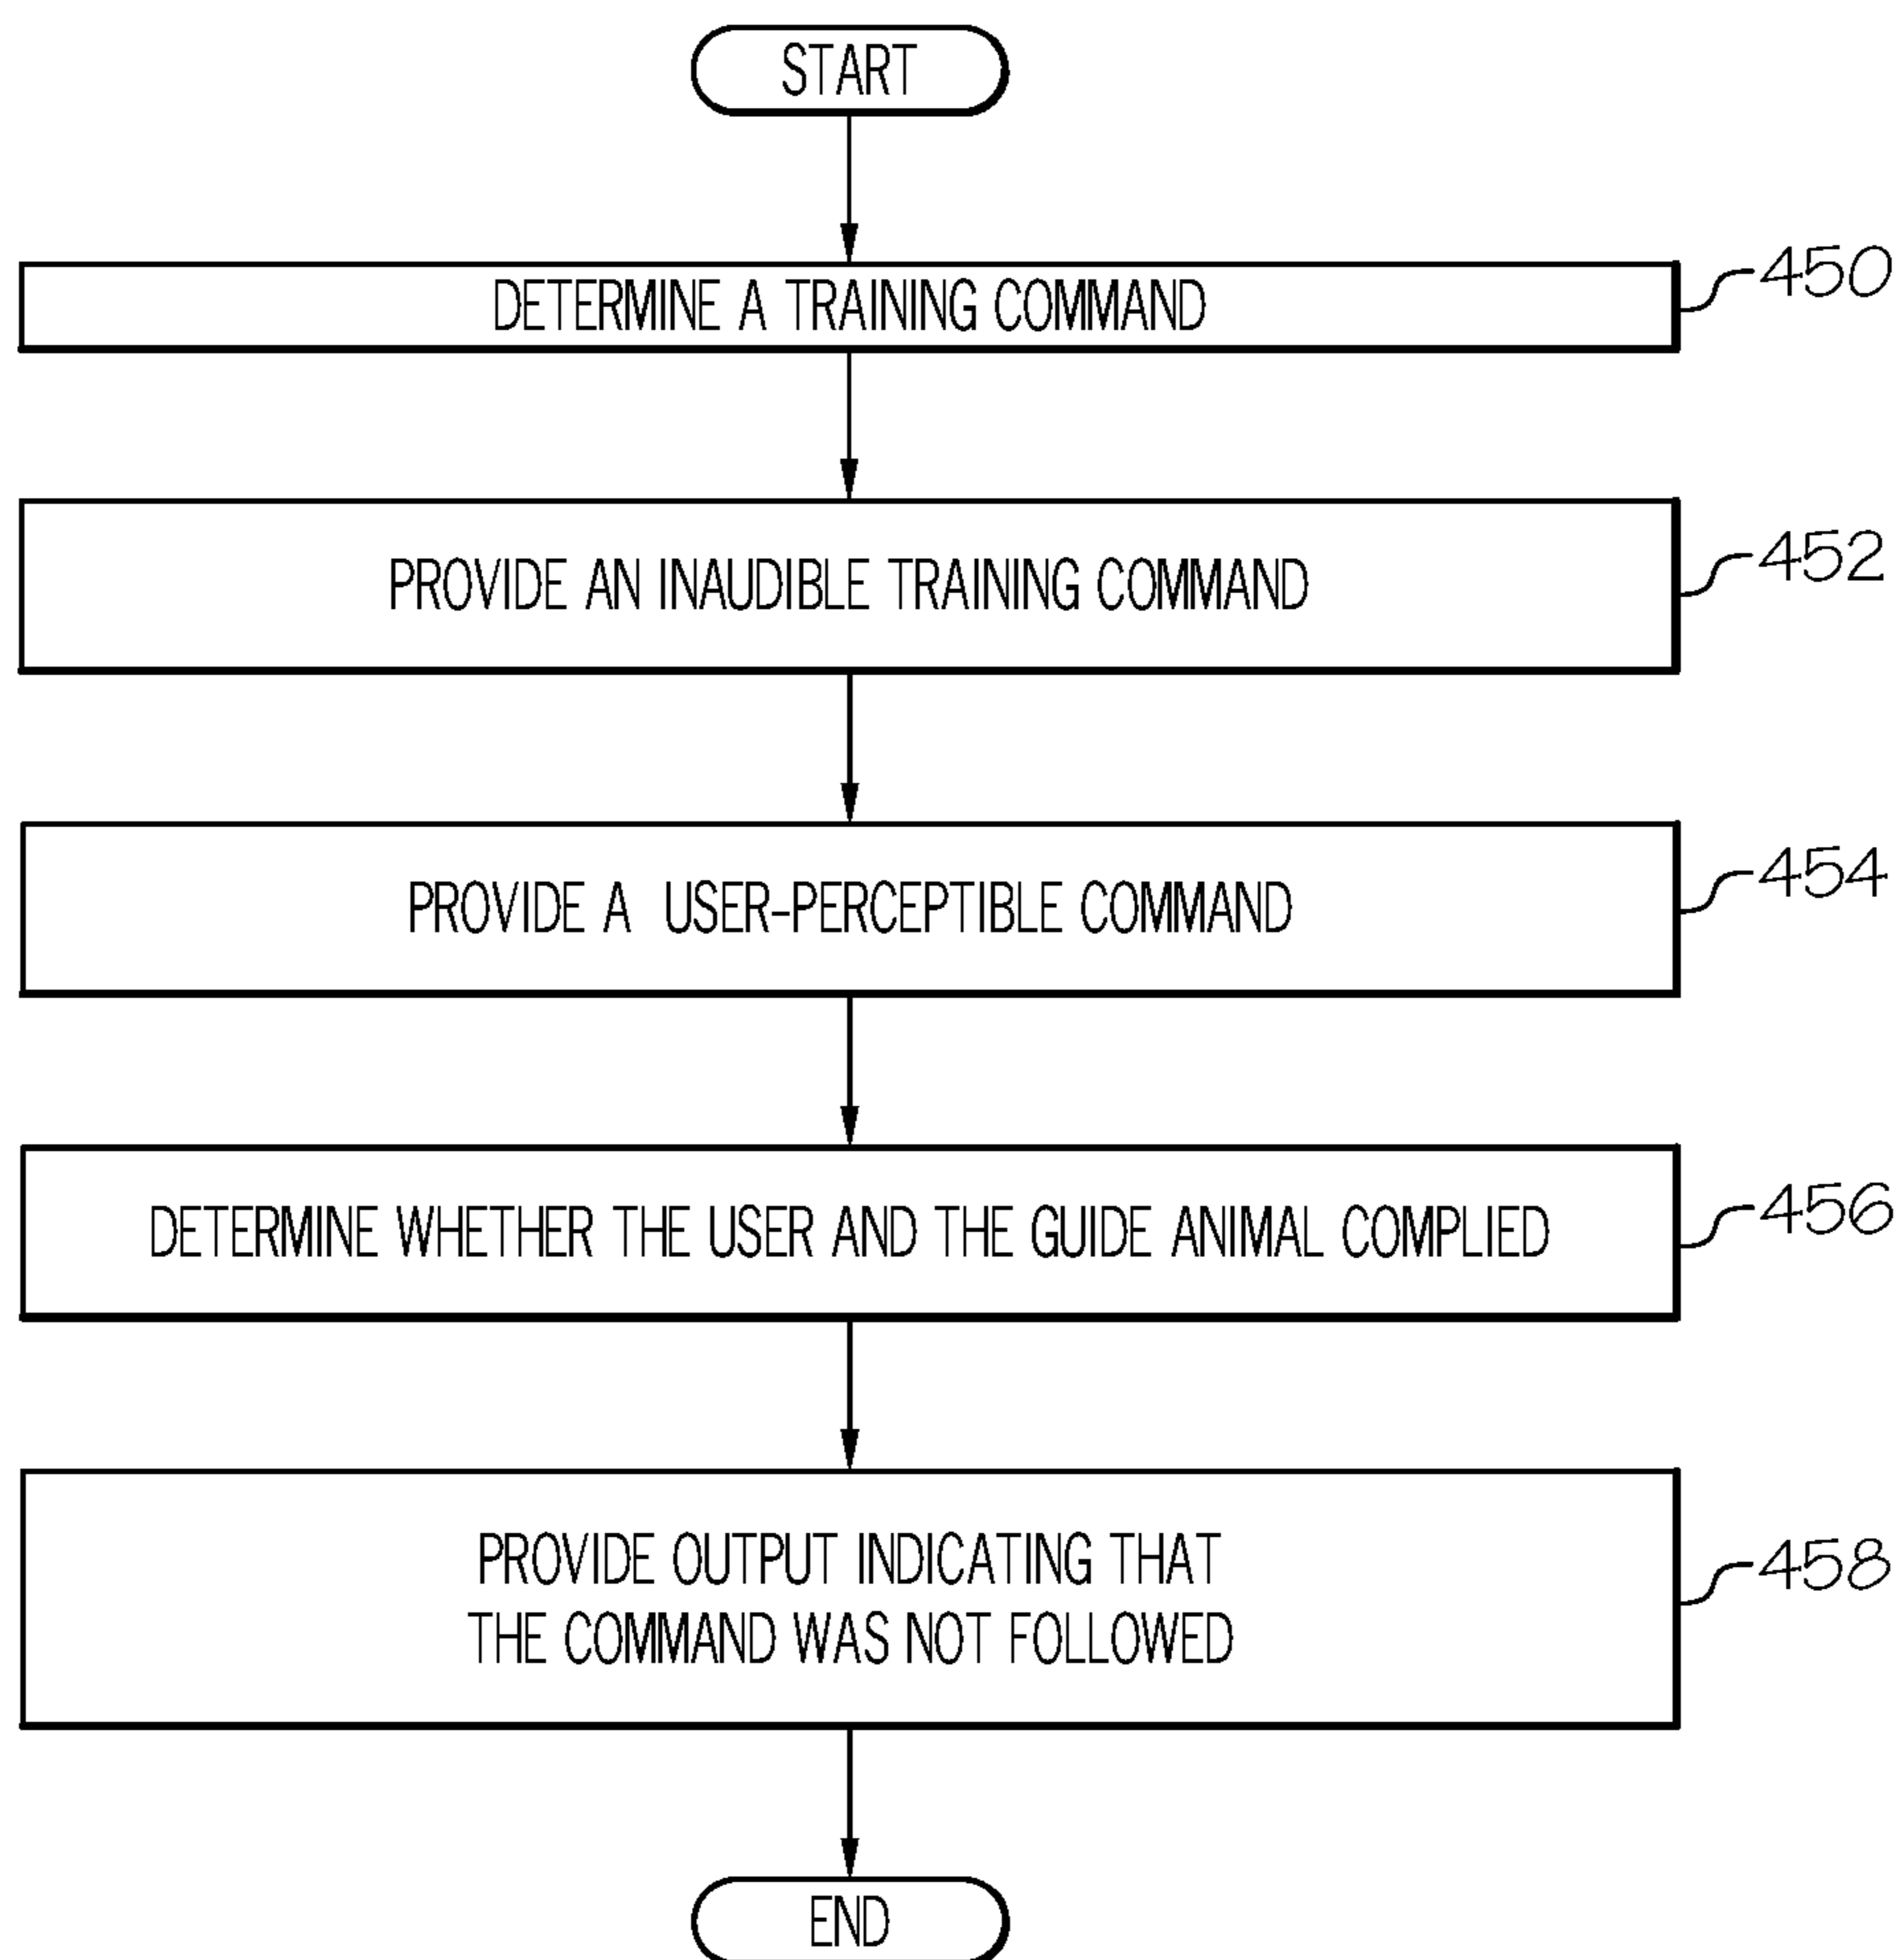 START
DETERMINE A TRAINING COMMAND
450
PROVIDE AN INAUDIBLE TRAINING COMMAND
452
PROVIDE A USER-PERCEPTIBLE COMMAND
454
DETERMINE WHETHER THE USER AND THE GUIDE ANIMAL COMPLIED
456
PROVIDE OUTPUT INDICATING THAT
THE COMMAND WAS NOT FOLLOWED
458
END